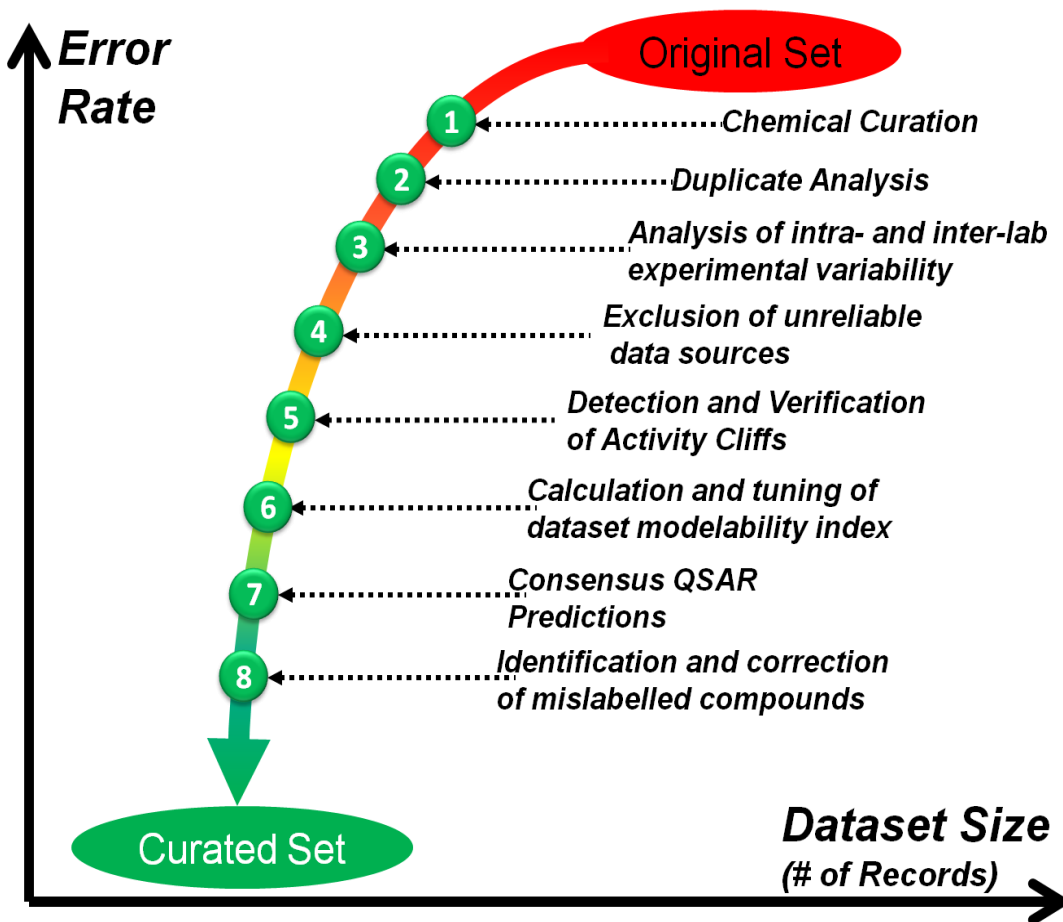 Error
Rate
Original Set
1
Chemical Curation
2
Duplicate Analysis
3
Analysis of intra- and inter-lab
experimental variability
4
Exclusion of unreliable
data sources
5
Detection and Verification
of Activity Cliffs
6
Calculation and tuning of
dataset modelability index
7
Consensus QSAR
Predictions
8
Identification and correction
of mislabelled compounds
Curated Set
Dataset Size
(# of Records)